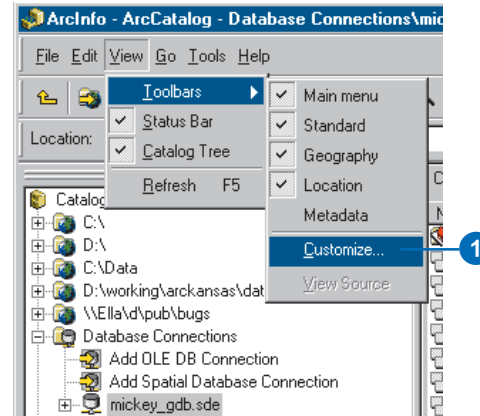 ArcInfo - ArcCatalog - Database Connections\mic
File Edit View Go Tools Help
Toolbars
Main menu
Status Bar
Standard
Location:
Catalog Tree
Geography
Refresh F5
Location
Metadata
Customize...
1
View Source
Catalog
C:\
D:\
C:\Data
D:\working\arckansas\dat
\\Ella\d\pub\bugs
Database Connections
Add OLE DB Connection
Add Spatial Database Connection
mickey_gdb.sde